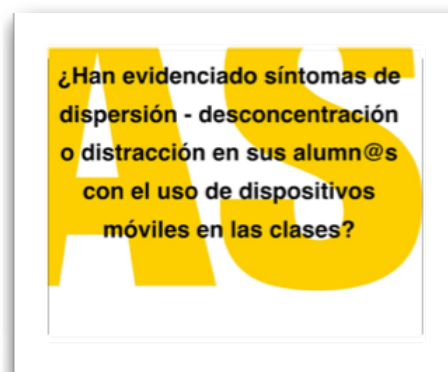 AS
¿Han evidenciado síntomas de
dispersión - desconcentración
o distracción en sus alumn@s
con el uso de dispositivos
móviles en las clases?